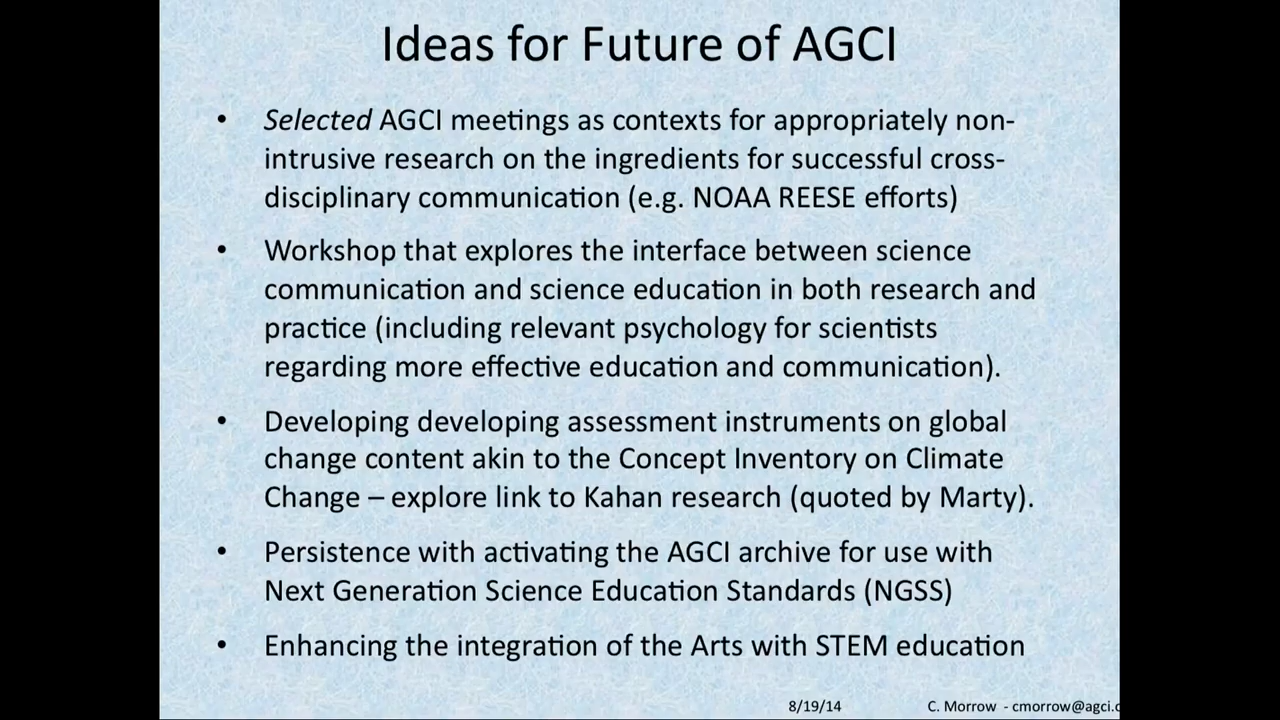 Ideas for Future of AGCI
• Selected AGCI meetings as contexts for appropriately non-
intrusive research on the ingredients for successful cross-
disciplinary communication (e.g. NOAA REESE efforts)
• Workshop that explores the interface between science
communication and science education in both research and
practice (including relevant psychology for scientists
regarding more effective education and communication).
• Developing developing assessment instruments on global
change content akin to the Concept Inventory on Climate
Change – explore link to Kahan research (quoted by Marty).
• Persistence with activating the AGCI archive for use with
Next Generation Science Education Standards (NGSS)
• Enhancing the integration of the Arts with STEM education
8/19/14 C. Morrow - cmorrow@agci.